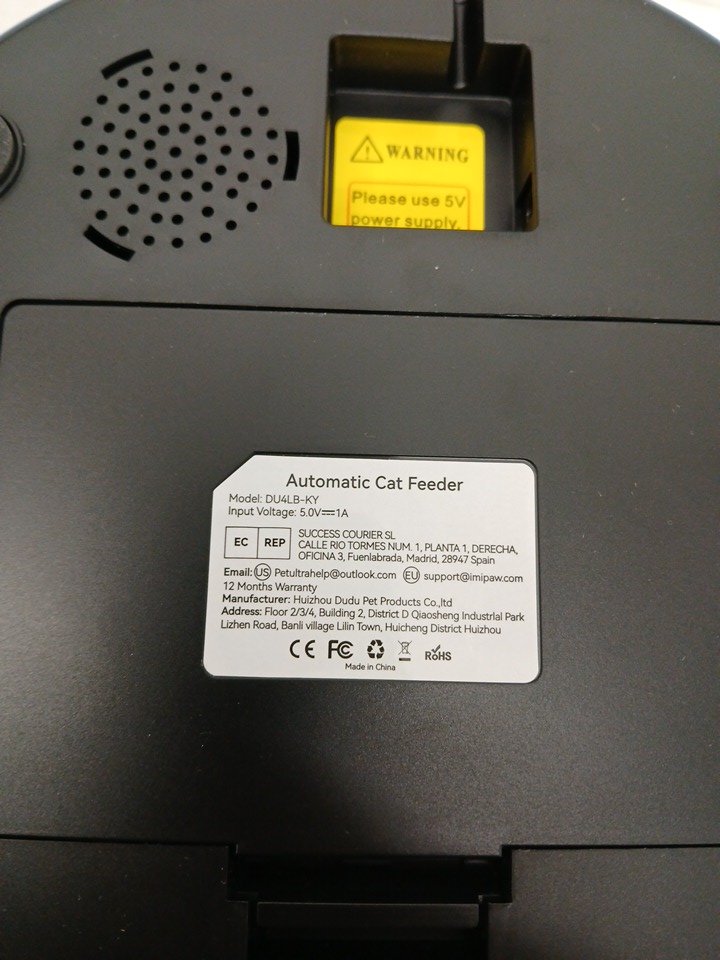 WARNING
Please use 5V
power supply.
Automatic Cat Feeder
Model: DU4LB-KY
Input Voltage: 5.0V⎓1A
EC REP
SUCCESS COURIER SL
CALLE RIO TORMES NUM. 1, PLANTA 1, DERECHA,
OFICINA 3, Fuenlabrada, Madrid, 28947 Spain
Email: US Petultrahelp@outlook.com EU support@imipaw.com
12 Months Warranty
Manufacturer: Huizhou Dudu Pet Products Co.,ltd
Address: Floor 2/3/4, Building 2, District D Qiaosheng Industrlal Park
Lizhen Road, Banli village Lilin Town, Huicheng District Huizhou
CE FC RoHS
Made in China